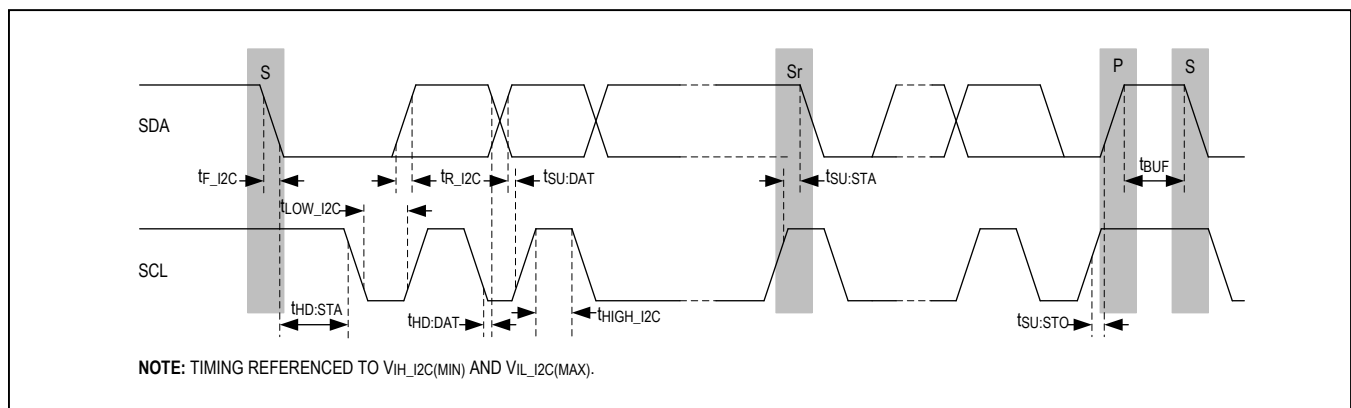 S
Sr
P
S
SDA
tF_I2C
tR_I2C
tSU:DAT
tSU:STA
tBUF
tLOW_I2C
SCL
tHD:STA
tHD:DAT
tHIGH_I2C
tSU:STO
NOTE: TIMING REFERENCED TO VIH_I2C(MIN) AND VIL_I2C(MAX).